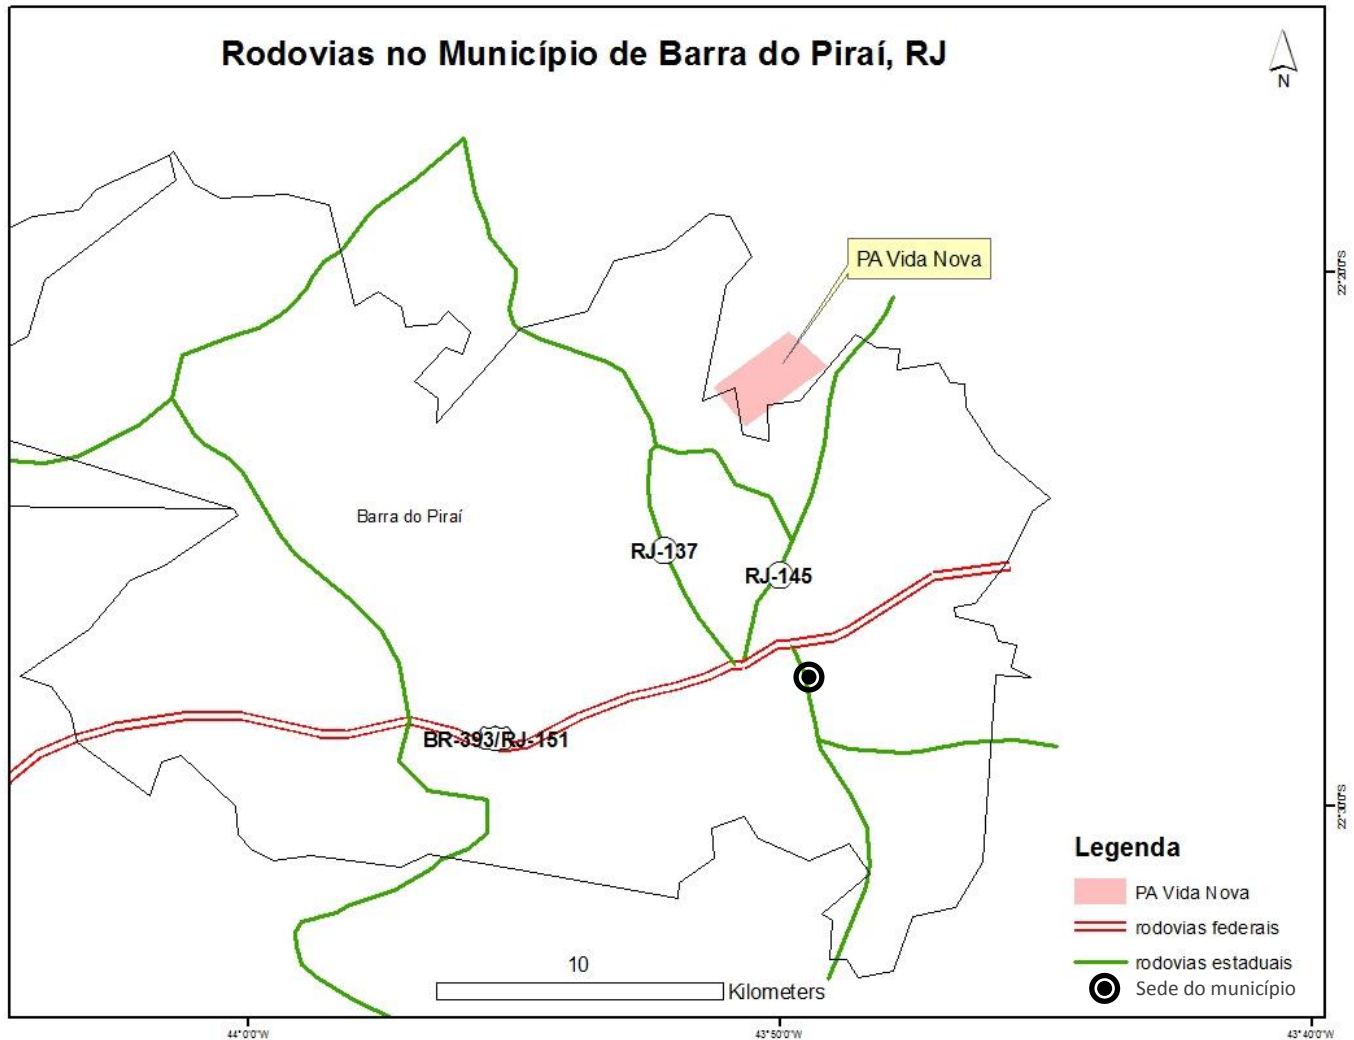 Rodovias no Município de Barra do Piraí, RJ
N
PA Vida Nova
22°20'0"S
Barra do Piraí
RJ-137
RJ-145
BR-393/RJ-151
22°30'0"S
Legenda
PA Vida Nova
rodovias federais
rodovias estaduais
Sede do município
10
Kilometers
44°0'0"W
43°50'0"W
43°40'0"W